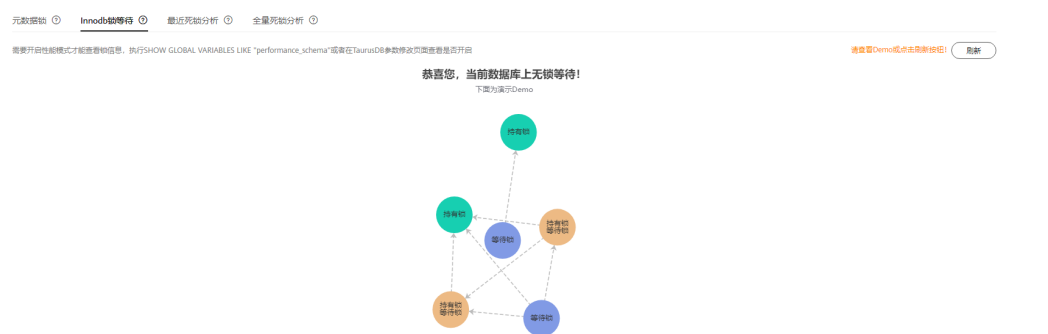 元数据锁 ? Innodb锁等待 ? 最近死锁分析 ? 全量死锁分析 ?
需要开启性能模式才能查看锁信息，执行SHOW GLOBAL VARIABLES LIKE "performance_schema"或者在TaurusDB参数修改页面查看是否开启
请查看Demo或点击刷新按钮! 刷新
恭喜您，当前数据库上无锁等待!
下面为演示Demo
持有锁
持有锁
持有锁
等待锁
等待锁
持有锁
等待锁
等待锁